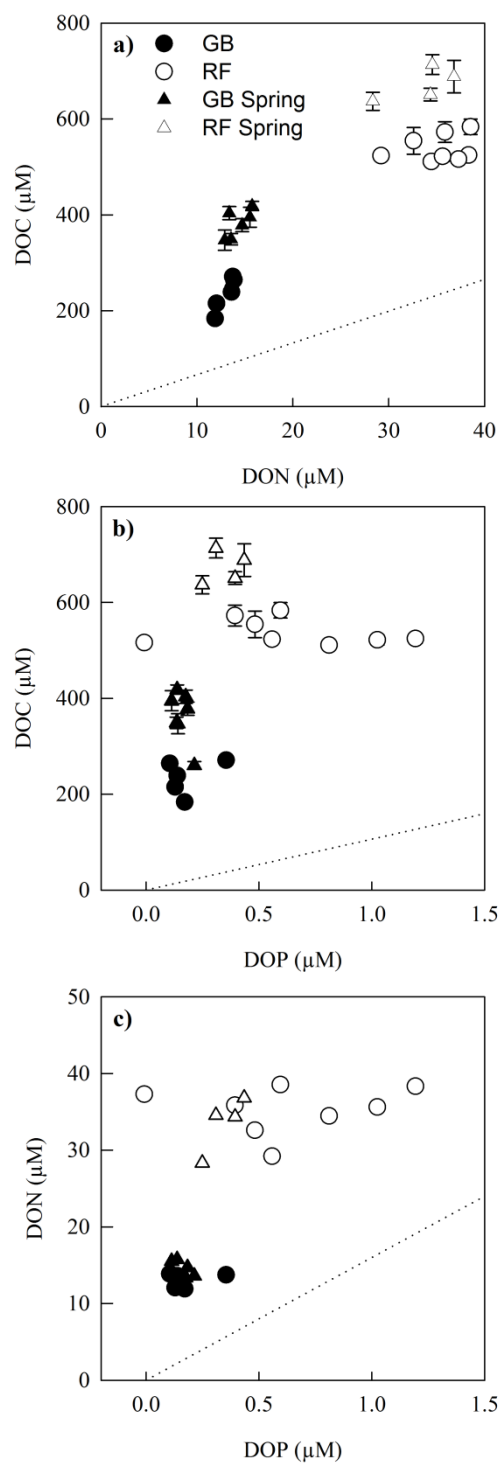 a)
GB
RF
GB Spring
RF Spring
800
600
400
200
0
DOC (µM)
0 10 20 30 40
DON (µM)
b)
800
600
400
200
0
DOC (µM)
0.0 0.5 1.0 1.5
DOP (µM)
c)
50
40
30
20
10
0
DON (µM)
0.0 0.5 1.0 1.5
DOP (µM)